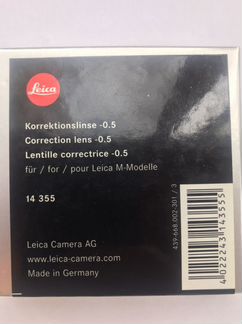 Leica
Korrektionslinse -0.5
Correction lens -0.5
Lentille correctrice -0.5
für / for / pour Leica M-Modelle
14 355
Leica Camera AG
www.leica-camera.com
Made in Germany
439-668.002-301 / 3
4022243143555